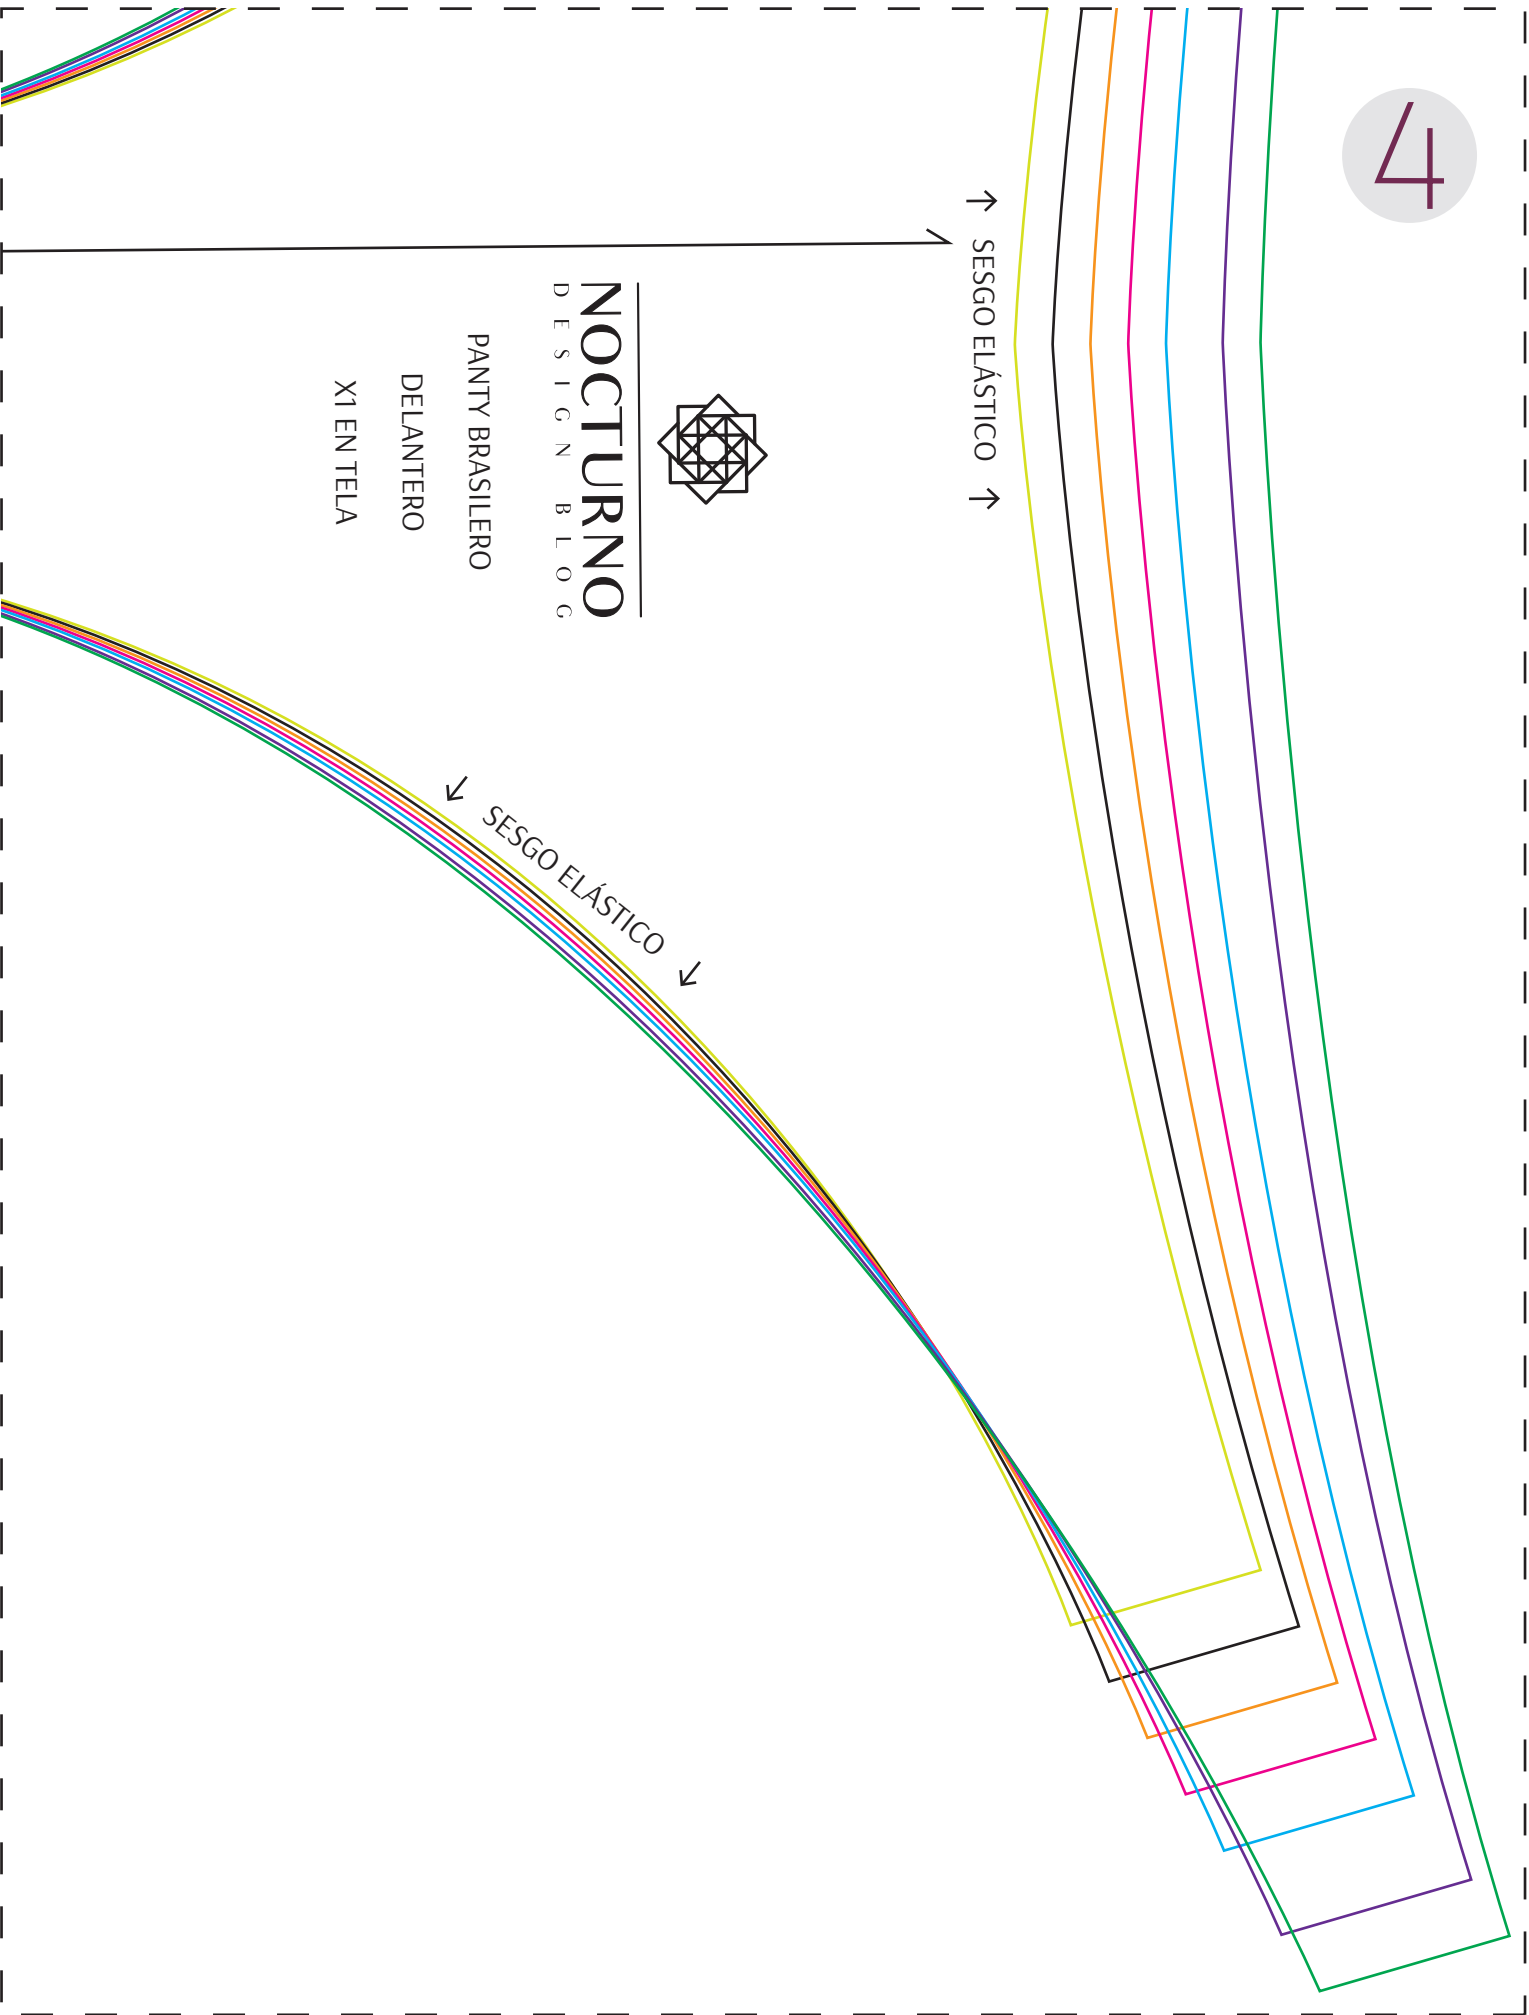 4
SESGO ELÁSTICO
NOCTURNO
DESIGN BLOG
PANTY BRASILERO
DELANTERO
X1 EN TELA
SESGO ELÁSTICO